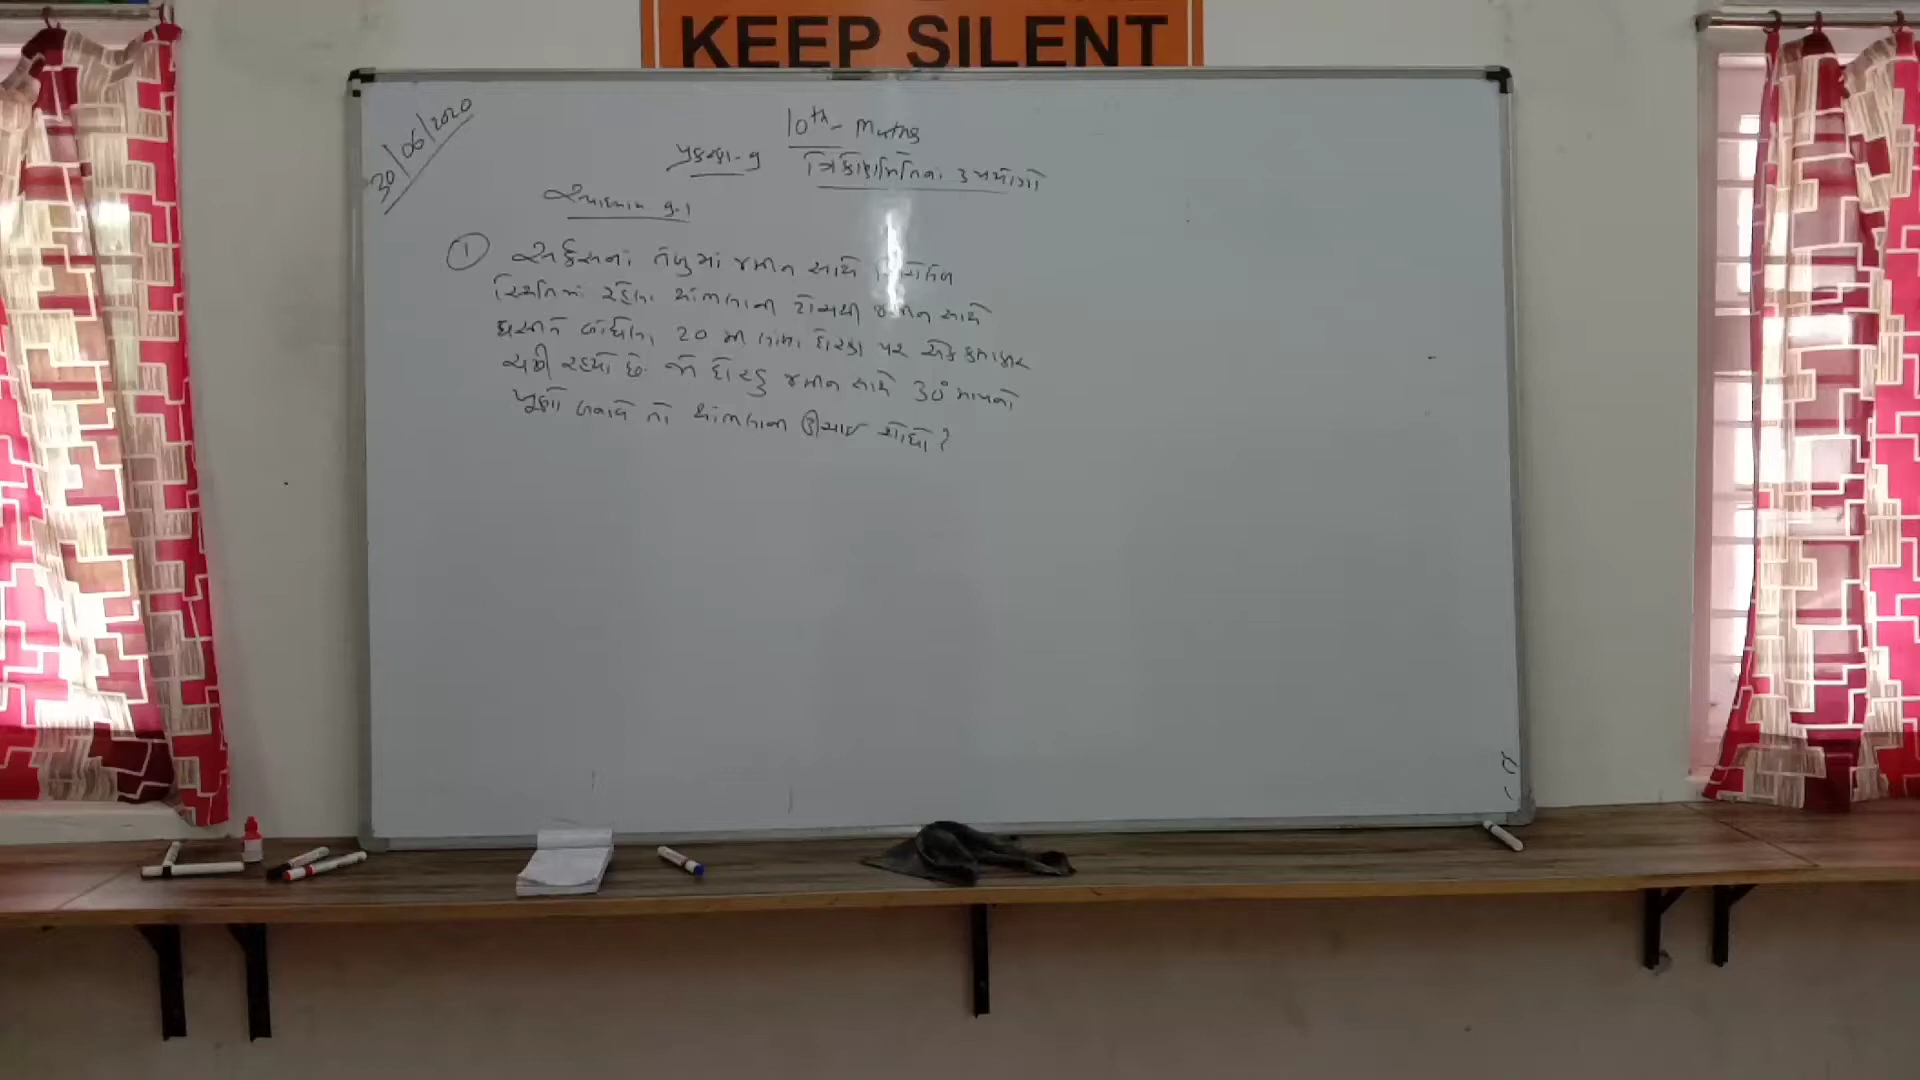 KEEP SILENT
30/06/2020
10th - Maths
પ્રકરણ-9 ત્રિકોણમિતિના ઉપયોગો
સ્વાધ્યાય 9.1
① સર્કસના તંબુમાં જમીન સાથે
સ્થિતિમાં રહેલા થાંભલાની ટોચથી જમીન સાથે
બાંધેલા 20 મી લાંબા દોરડા પર એક કલાકાર
ચઢી રહ્યો છે. જો દોરડું જમીન સાથે 30° માપનો
ખૂણો બનાવે તો થાંભલાની ઊંચાઈ શોધો?